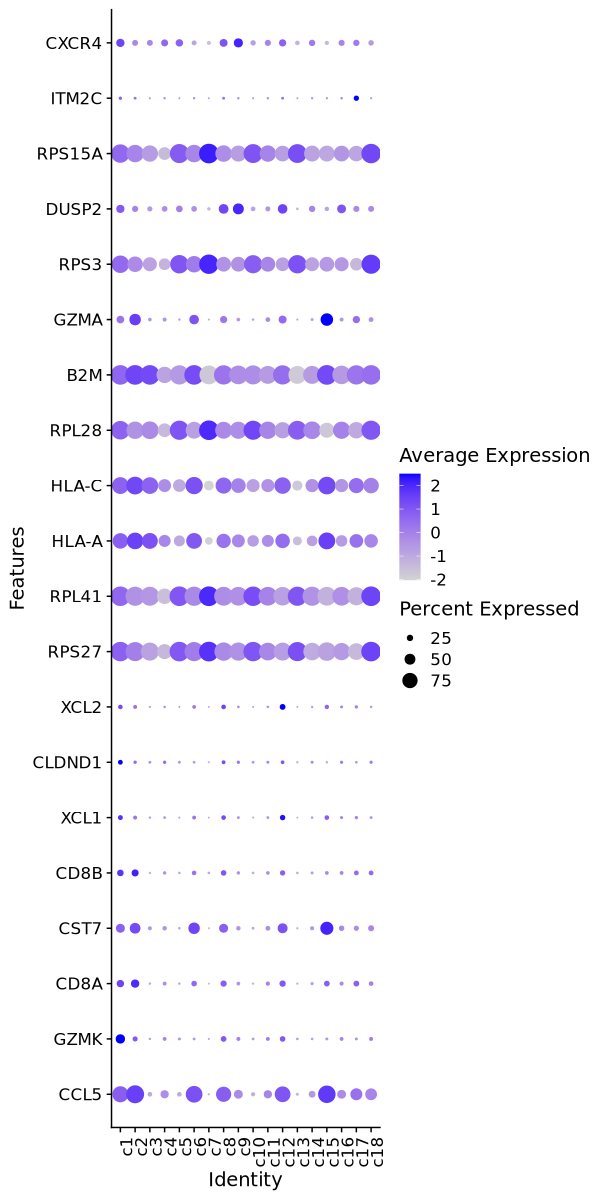 CXCR4
ITM2C
RPS15A
DUSP2
RPS3
GZMA
B2M
RPL28
HLA-C
HLA-A
RPL41
RPS27
XCL2
CLDND1
XCL1
CD8B
CST7
CD8A
GZMK
CCL5
Features
c1 c2 c3 c4 c5 c6 c7 c8 c9 c10 c11 c12 c13 c14 c15 c16 c17 c18
Identity
Average Expression
2
1
0
-1
-2
Percent Expressed
25
50
75